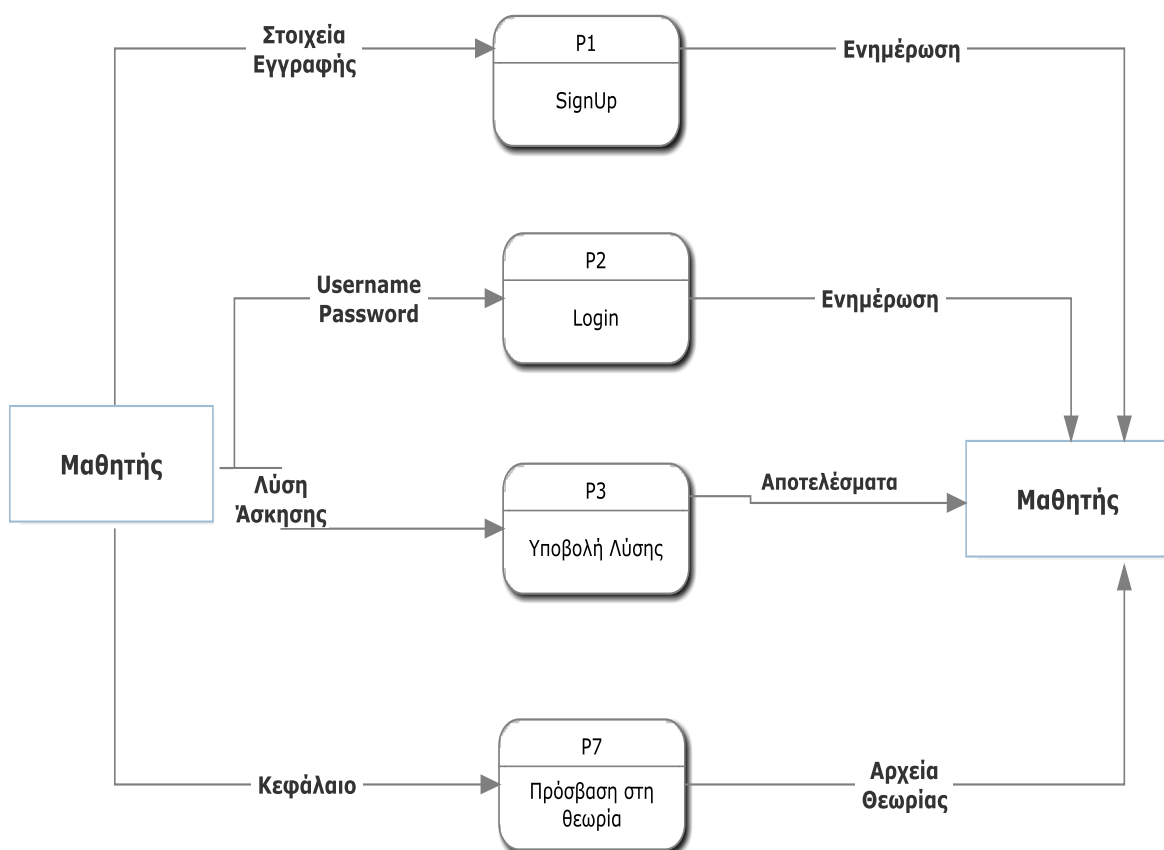 Στοιχεία
Εγγραφής
P1
SignUp
Ενημέρωση
Username
Password
P2
Login
Ενημέρωση
Μαθητής
Λύση
Άσκησης
P3
Υποβολή Λύσης
Αποτελέσματα
Μαθητής
Κεφάλαιο
P7
Πρόσβαση στη
θεωρία
Αρχεία
Θεωρίας